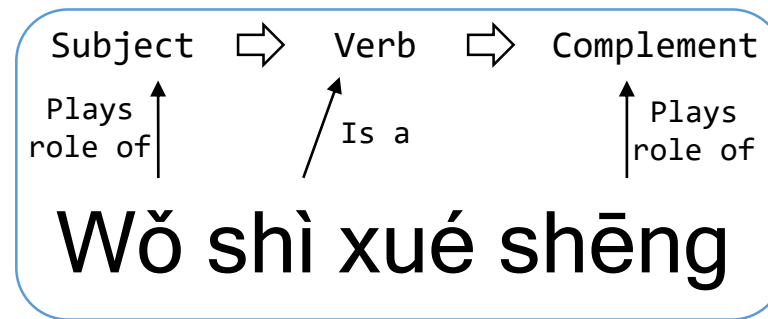 Subject Verb Complement
Plays role of
Is a
Plays role of
Wǒ shì xué shēng